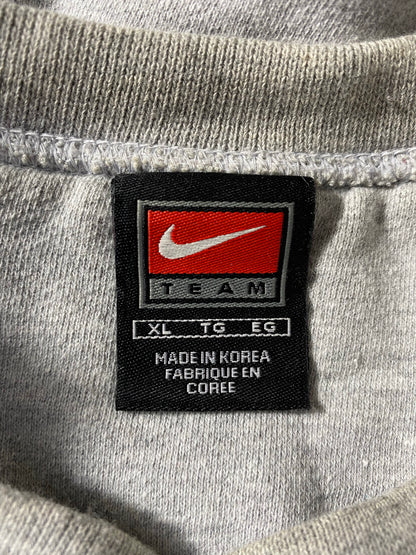 TEAM
XL TG EG
MADE IN KOREA
FABRIQUE EN
COREE